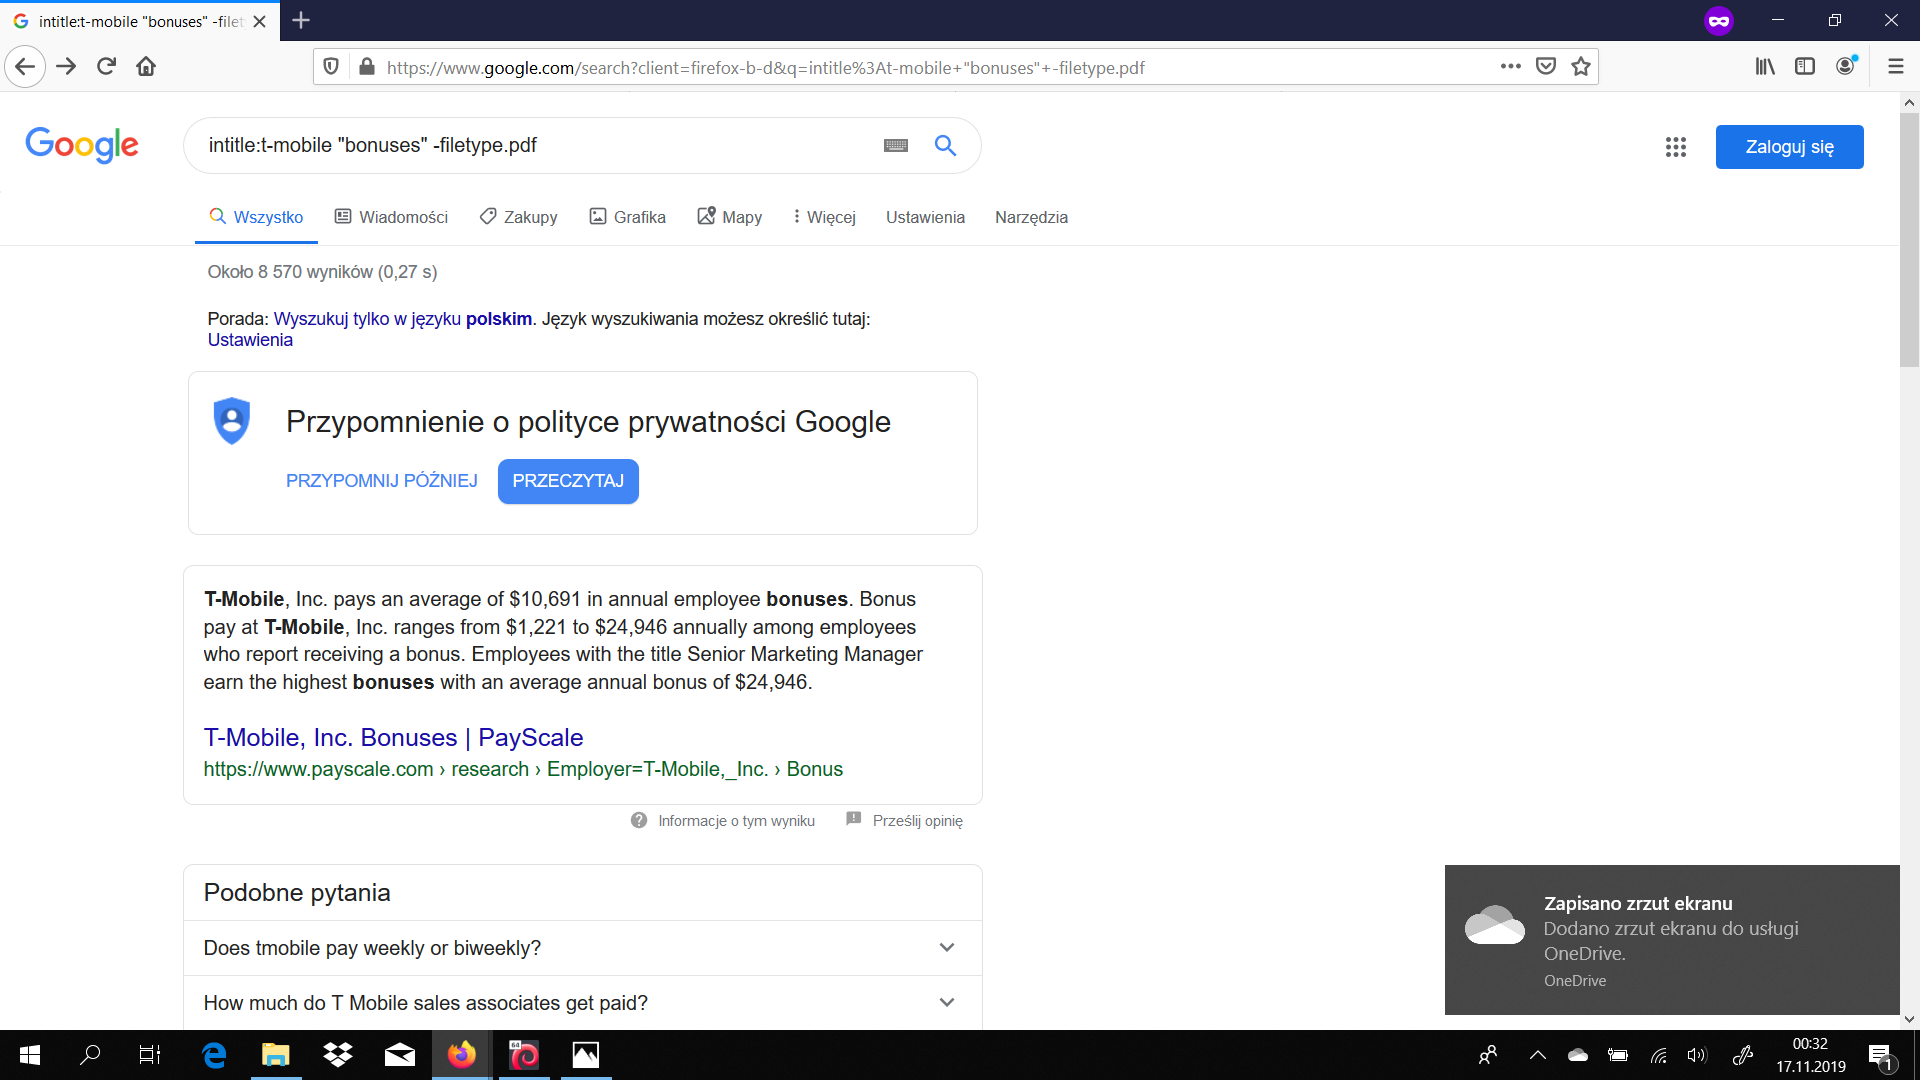 intitle:t-mobile "bonuses" -filet
https://www.google.com/search?client=firefox-b-d&q=intitle%3At-mobile+"bonuses"+-filetype.pdf
Google
intitle:t-mobile "bonuses" -filetype.pdf
Zaloguj się
Wszystko Wiadomości Zakupy Grafika Mapy Więcej Ustawienia Narzędzia
Około 8 570 wyników (0,27 s)
Porada: Wyszukuj tylko w języku polskim. Język wyszukiwania możesz określić tutaj:
Ustawienia
Przypomnienie o polityce prywatności Google
PRZYPOMNIJ PÓŹNIEJ PRZECZYTAJ
T-Mobile, Inc. pays an average of $10,691 in annual employee bonuses. Bonus
pay at T-Mobile, Inc. ranges from $1,221 to $24,946 annually among employees
who report receiving a bonus. Employees with the title Senior Marketing Manager
earn the highest bonuses with an average annual bonus of $24,946.
T-Mobile, Inc. Bonuses | PayScale
https://www.payscale.com › research › Employer=T-Mobile,_Inc. › Bonus
Informacje o tym wyniku Prześlij opinię
Podobne pytania
Does tmobile pay weekly or biweekly?
How much do T Mobile sales associates get paid?
Zapisano zrzut ekranu
Dodano zrzut ekranu do usługi
OneDrive.
OneDrive
64
00:32
17.11.2019
1